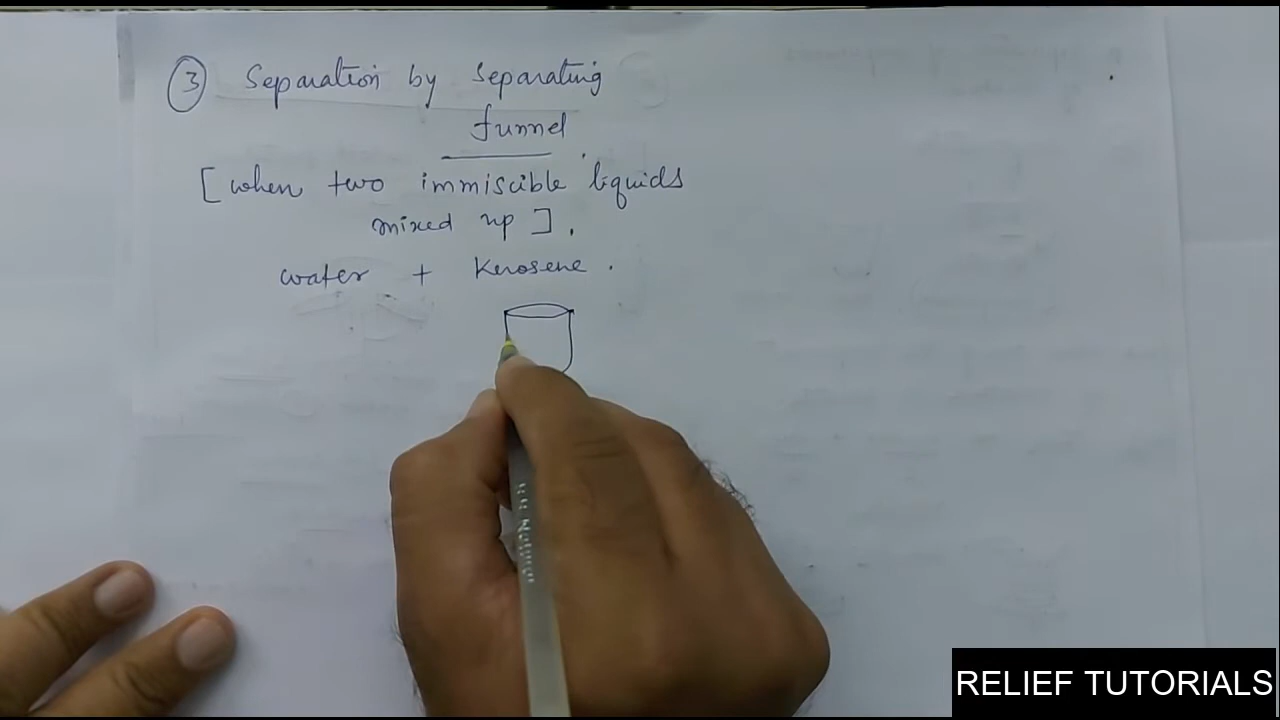 ③ Separation by Separating
funnel
[when two immiscible liquids
mixed up].
water + Kerosene.
RELIEF TUTORIALS